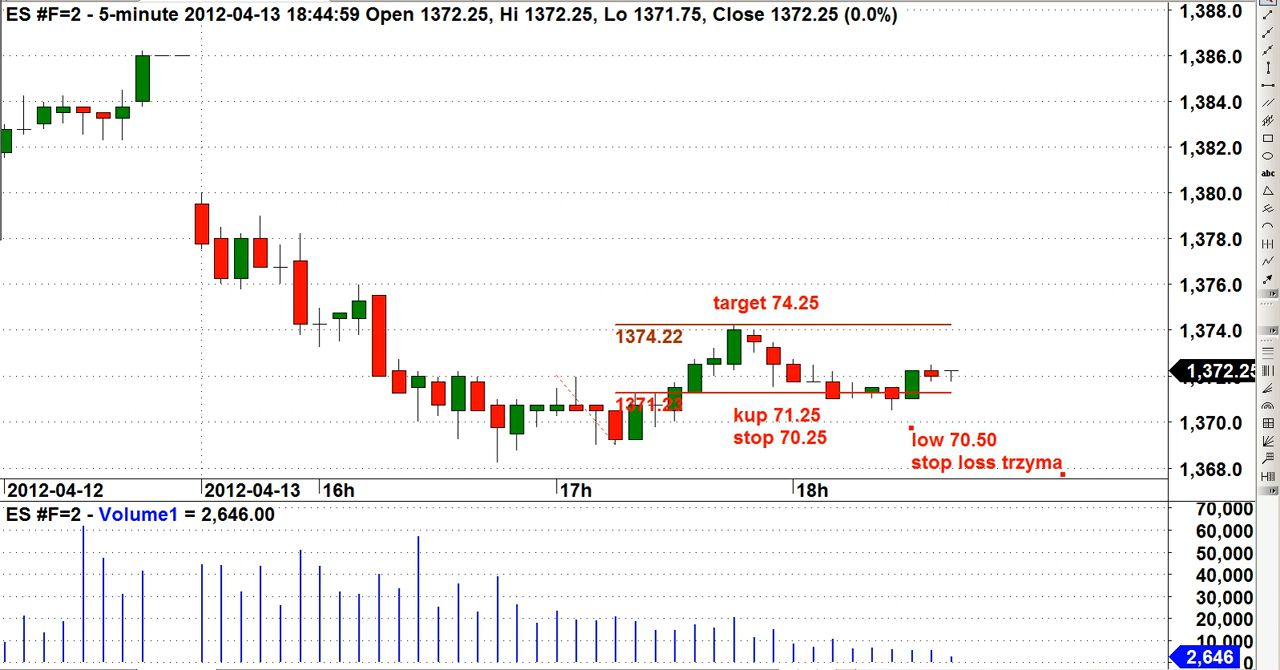 ES #F=2 - 5-minute 2012-04-13 18:44:59 Open 1372.25, Hi 1372.25, Lo 1371.75, Close 1372.25 (0.0%)
1,388.0
1,386.0
1,384.0
1,382.0
1,380.0
1,378.0
1,376.0
target 74.25
1374.22
1,374.0
1,372.25
1371.23
kup 71.25
stop 70.25
1,370.0
low 70.50
stop loss trzyma
1,368.0
2012-04-12 2012-04-13 16h 17h 18h
ES #F=2 - Volume1 = 2,646.00
70,000
60,000
50,000
40,000
30,000
20,000
10,000
2,646
0
abc